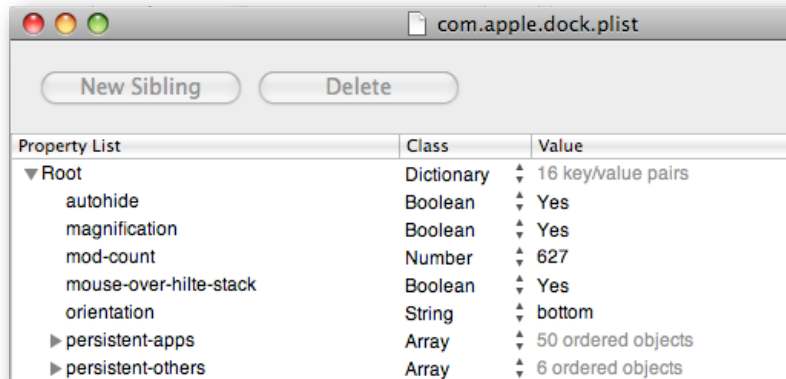 com.apple.dock.plist
New Sibling Delete
Property List Class Value
Root Dictionary 16 key/value pairs
autohide Boolean Yes
magnification Boolean Yes
mod-count Number 627
mouse-over-hilte-stack Boolean Yes
orientation String bottom
persistent-apps Array 50 ordered objects
persistent-others Array 6 ordered objects